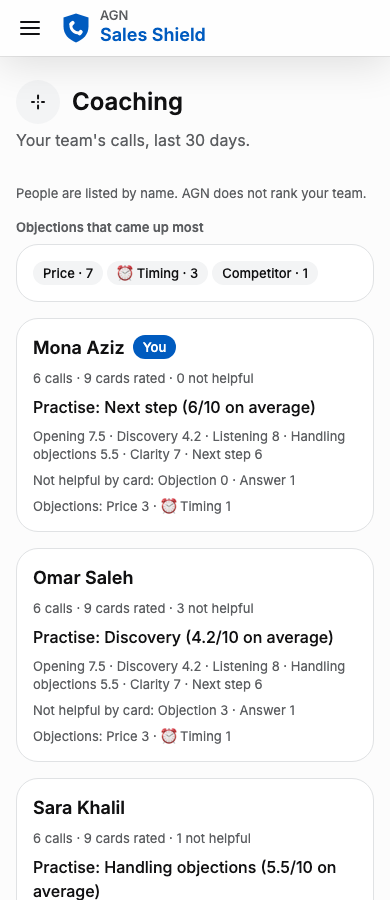 AGN
Sales Shield
Coaching
Your team's calls, last 30 days.
People are listed by name. AGN does not rank your team.
Objections that came up most
Price · 7
⏰ Timing · 3
Competitor · 1
Mona Aziz
You
6 calls · 9 cards rated · 0 not helpful
Practise: Next step (6/10 on average)
Opening 7.5 · Discovery 4.2 · Listening 8 · Handling
objections 5.5 · Clarity 7 · Next step 6
Not helpful by card: Objection 0 · Answer 1
Objections: Price 3 · ⏰ Timing 1
Omar Saleh
6 calls · 9 cards rated · 3 not helpful
Practise: Discovery (4.2/10 on average)
Opening 7.5 · Discovery 4.2 · Listening 8 · Handling
objections 5.5 · Clarity 7 · Next step 6
Not helpful by card: Objection 3 · Answer 1
Objections: Price 3 · ⏰ Timing 1
Sara Khalil
6 calls · 9 cards rated · 1 not helpful
Practise: Handling objections (5.5/10 on
average)